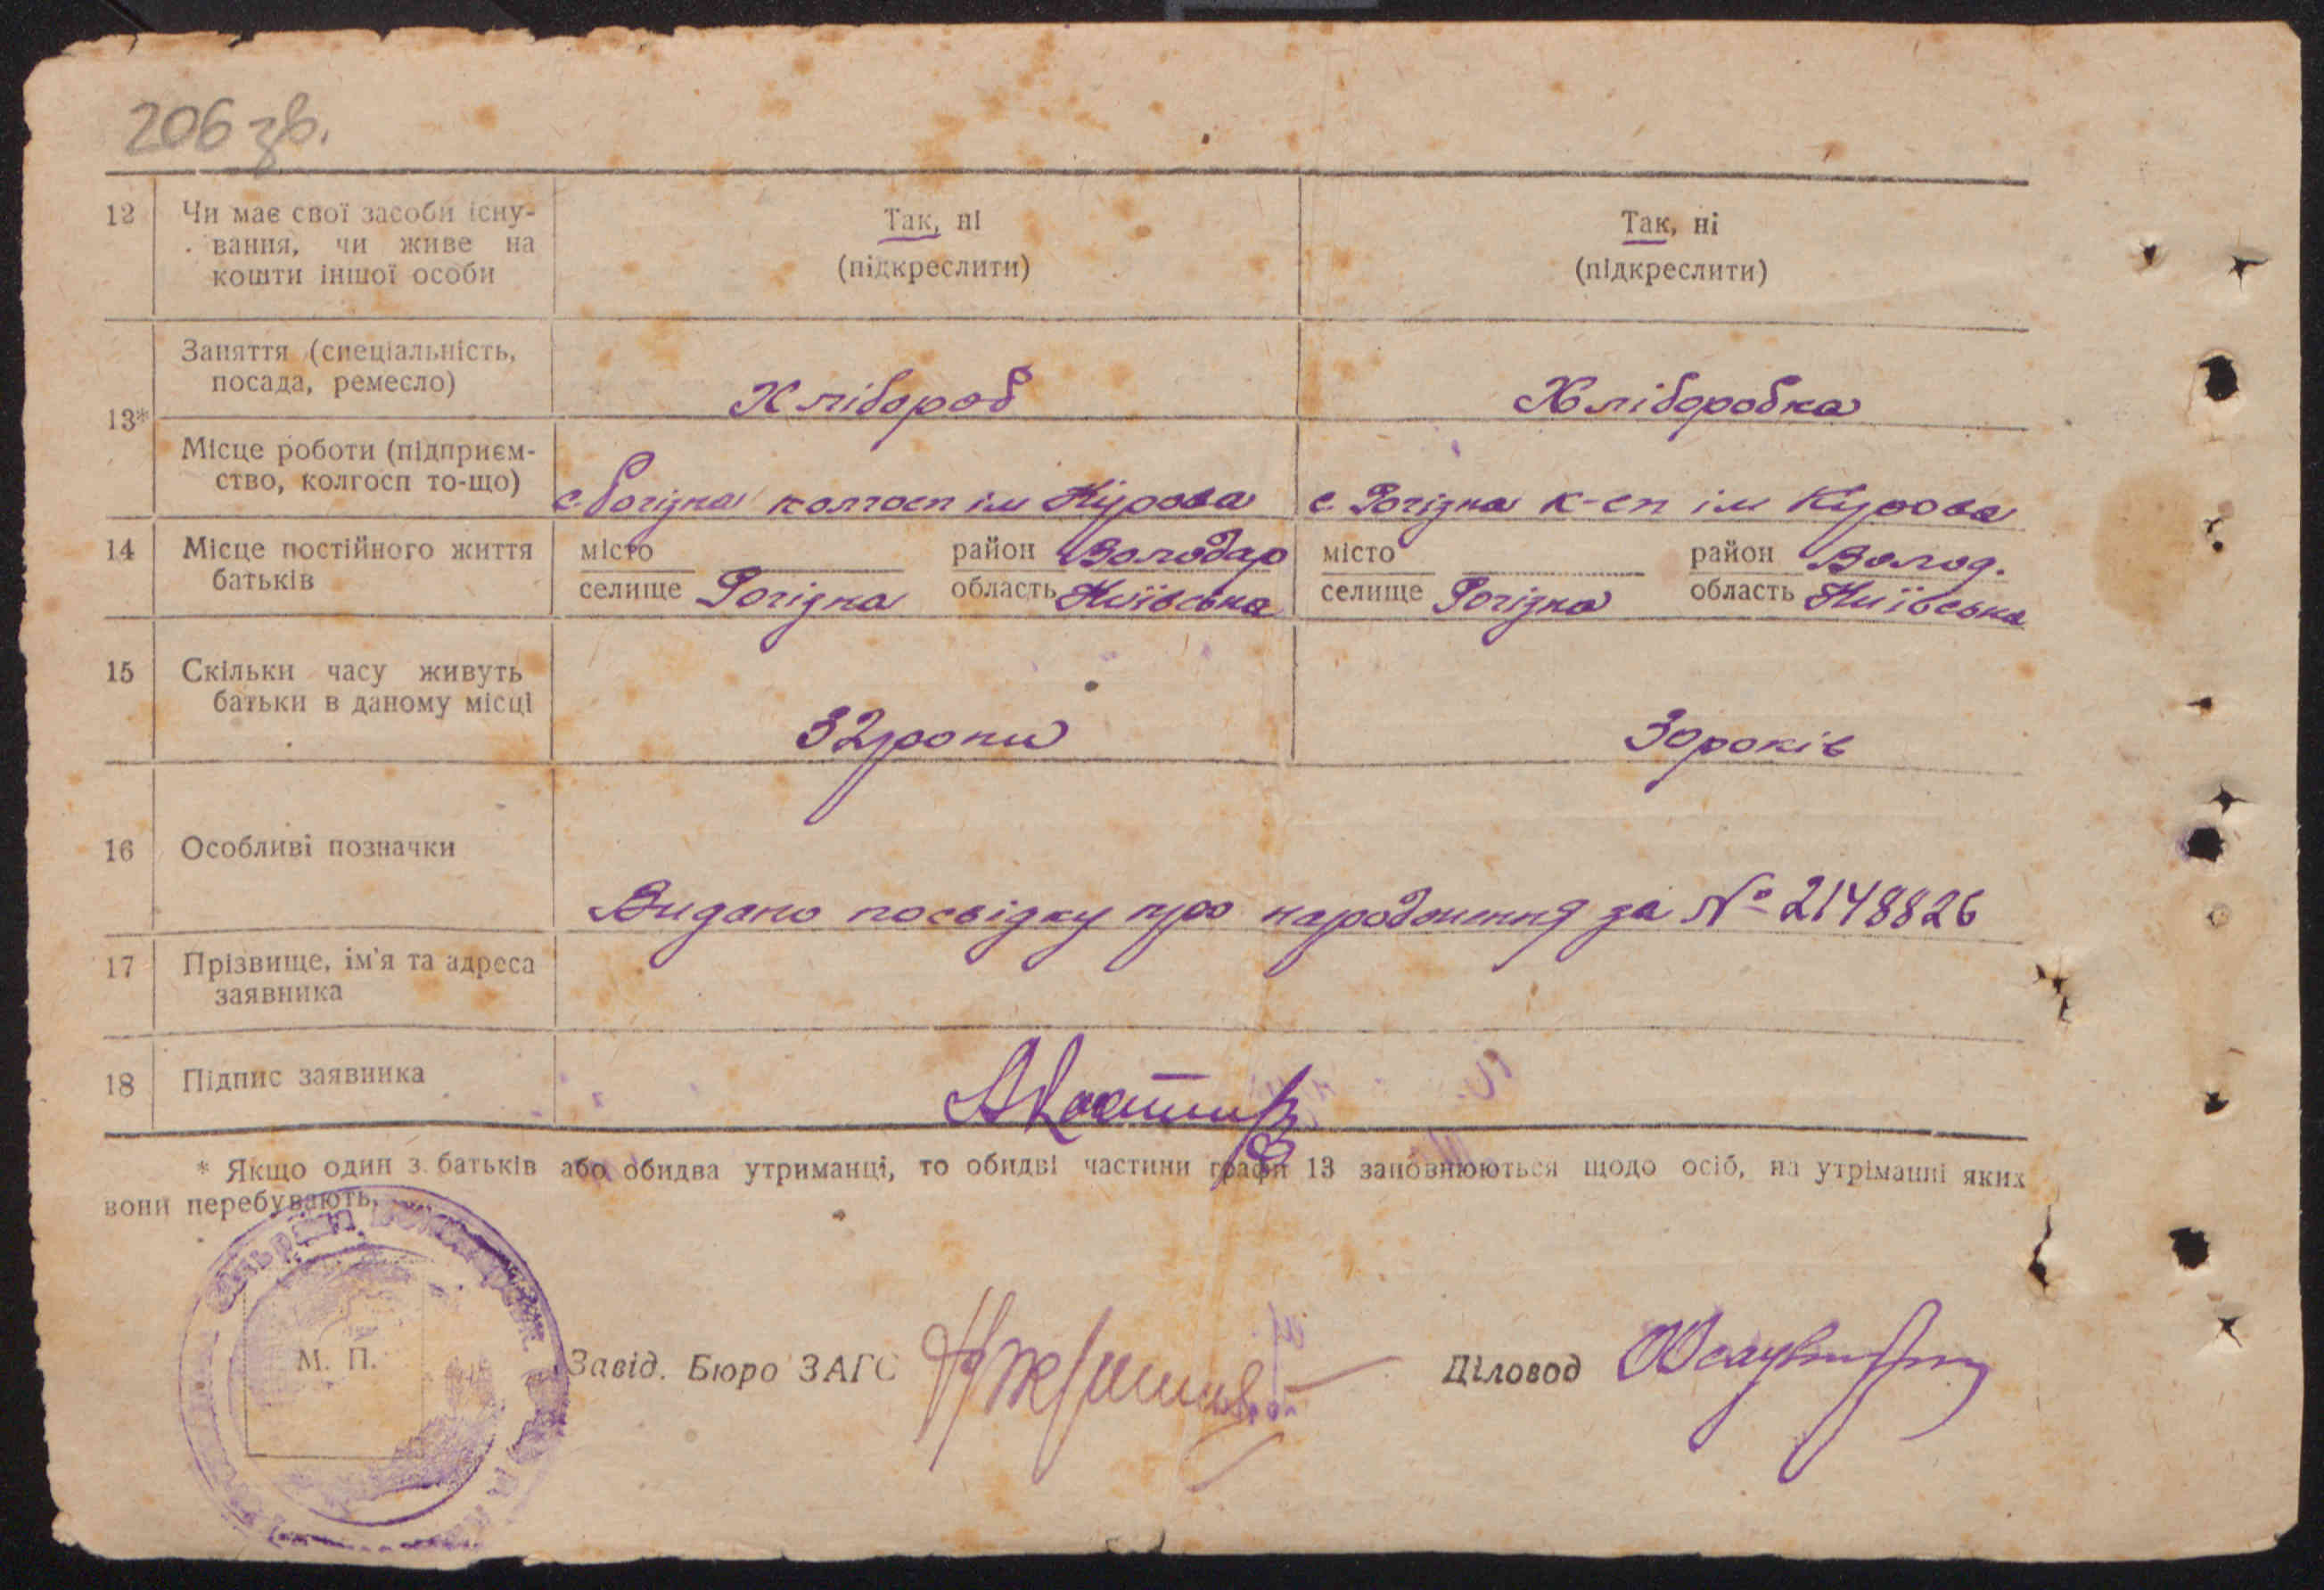 206 зв.
12 Чи має свої засоби існу- Так, ні Так, ні
вання, чи живе на (підкреслити) (підкреслити)
кошти іншої особи
Заняття (спеціальність,
посада, ремесло) Хлібороб Хліборобка
13*
Місце роботи (підприєм-
ство, колгосп то-що) с. Рогізна колгосп ім Кірова с. Рогізна к-сп ім Кірова
14 Місце постійного життя місто район Володар місто район Волод.
батьків селище Рогізна область Київська селище Рогізна область Київська
15 Скільки часу живуть
батьки в даному місці 32 роки 30 років
16 Особливі позначки
Видано посвідку про народження за № 2148826
17 Прізвище, ім'я та адреса
заявника
18 Підпис заявника
* Якщо один з батьків або обидва утриманці, то обидві частини графи 13 заповнюються щодо осіб, на утріманні яких
вони перебувають.
М. П. Завід. Бюро ЗАГС Діловод